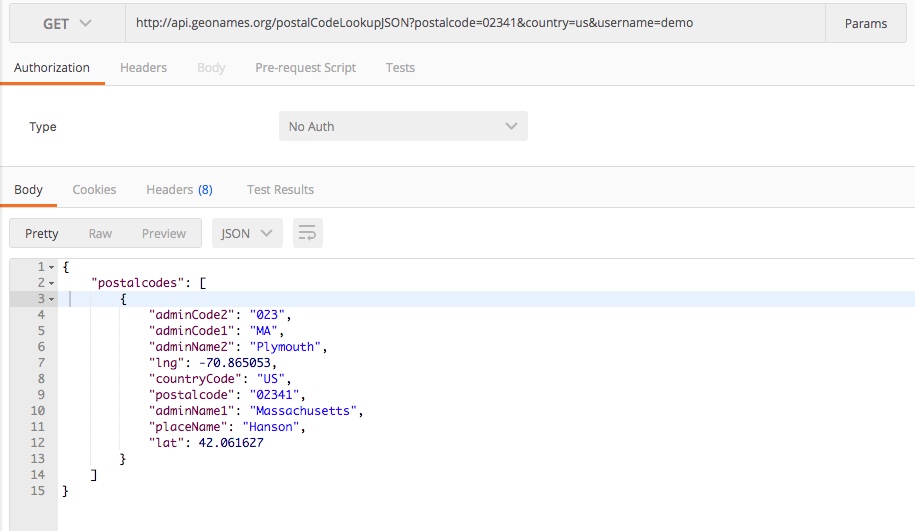 GET http://api.geonames.org/postalCodeLookupJSON?postalcode=02341&country=us&username=demo Params
Authorization Headers Body Pre-request Script Tests
Type No Auth
Body Cookies Headers (8) Test Results
Pretty Raw Preview JSON
1 {
2 "postalcodes": [
3 {
4 "adminCode2": "023",
5 "adminCode1": "MA",
6 "adminName2": "Plymouth",
7 "lng": -70.865053,
8 "countryCode": "US",
9 "postalcode": "02341",
10 "adminName1": "Massachusetts",
11 "placeName": "Hanson",
12 "lat": 42.061627
13 }
14 ]
15 }